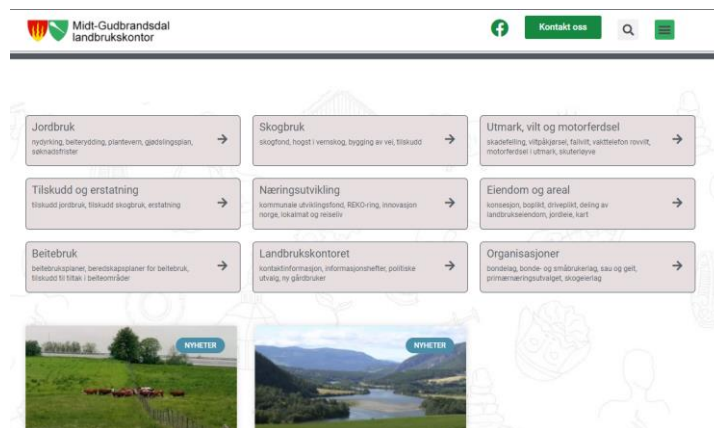 Midt-Gudbrandsdal
landbrukskontor
Kontakt oss
Jordbruk
nydyrking, beiterydding, plantevern, gjødslingsplan,
søknadsfrister
Skogbruk
skogfond, hogst i vernskog, bygging av vei, tilskudd
Utmark, vilt og motorferdsel
skadefelling, viltpåkjørsel, fallvilt, vakttelefon rovvilt,
motorferdsel i utmark, skuterløyve
Tilskudd og erstatning
tilskudd jordbruk, tilskudd skogbruk, erstatning
Næringsutvikling
kommunale utviklingsfond, REKO-ring, innovasjon
norge, lokalmat og reiseliv
Eiendom og areal
konsesjon, boplikt, driveplikt, deling av
landbrukseiendom, jordleie, kart
Beitebruk
beitebruksplaner, beredskapsplaner for beitebruk,
tilskudd til tiltak i beiteområder
Landbrukskontoret
kontaktinformasjon, informasjonshefter, politiske
utvalg, ny gårdbruker
Organisasjoner
bondelag, bonde- og småbrukerlag, sau og geit,
primærnæringsutvalget, skogeierlag
NYHETER
NYHETER